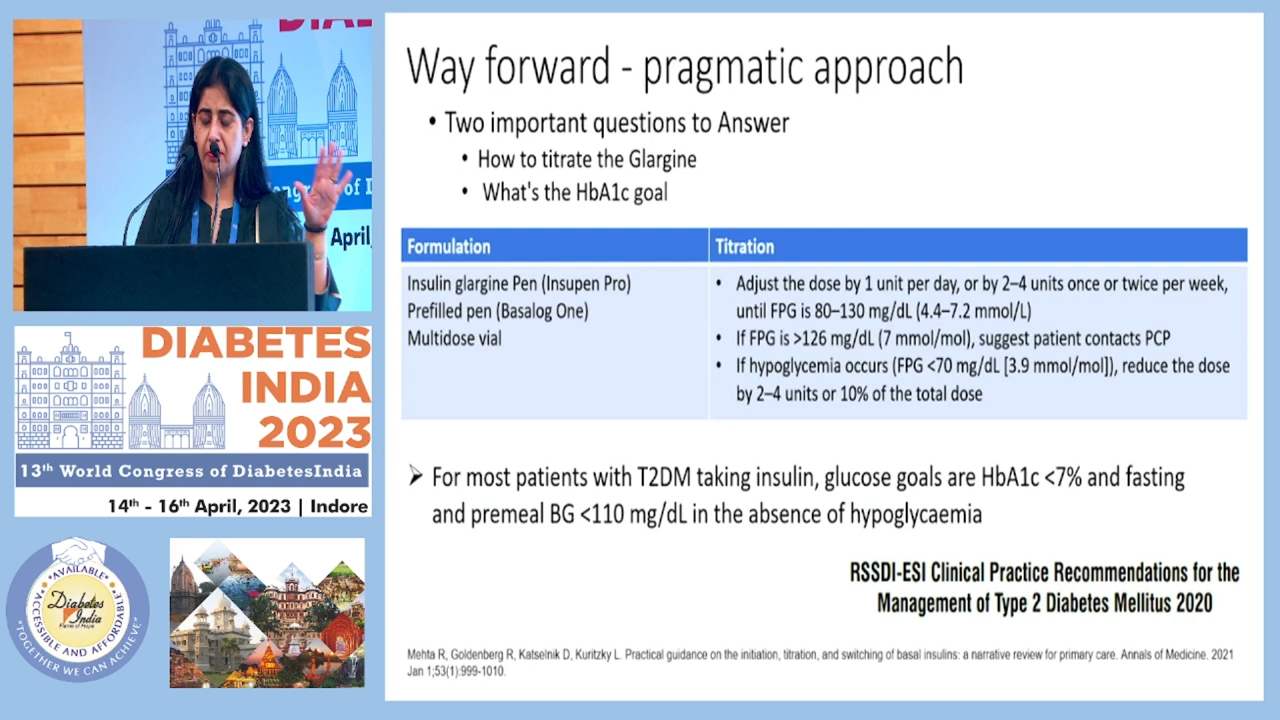 DIA
ong
of I
April,
DIABETES
INDIA
2023
13th World Congress of DiabetesIndia
14th - 16th April, 2023 | Indore
"AVAILABLE"
"ACCESSIBLE AND AFFORDABLE"
Diabetes
India
"TOGETHER WE CAN ACHIEVE"
Way forward - pragmatic approach
• Two important questions to Answer
• How to titrate the Glargine
• What's the HbA1c goal
Formulation
Titration
Insulin glargine Pen (Insupen Pro)
Prefilled pen (Basalog One)
Multidose vial
• Adjust the dose by 1 unit per day, or by 2–4 units once or twice per week,
until FPG is 80–130 mg/dL (4.4–7.2 mmol/L)
• If FPG is >126 mg/dL (7 mmol/mol), suggest patient contacts PCP
• If hypoglycemia occurs (FPG <70 mg/dL [3.9 mmol/mol]), reduce the dose
by 2–4 units or 10% of the total dose
➢ For most patients with T2DM taking insulin, glucose goals are HbA1c <7% and fasting
and premeal BG <110 mg/dL in the absence of hypoglycaemia
RSSDI-ESI Clinical Practice Recommendations for the
Management of Type 2 Diabetes Mellitus 2020
Mehta R, Goldenberg R, Katselnik D, Kuritzky L. Practical guidance on the initiation, titration, and switching of basal insulins: a narrative review for primary care. Annals of Medicine. 2021
Jan 1;53(1):999-1010.